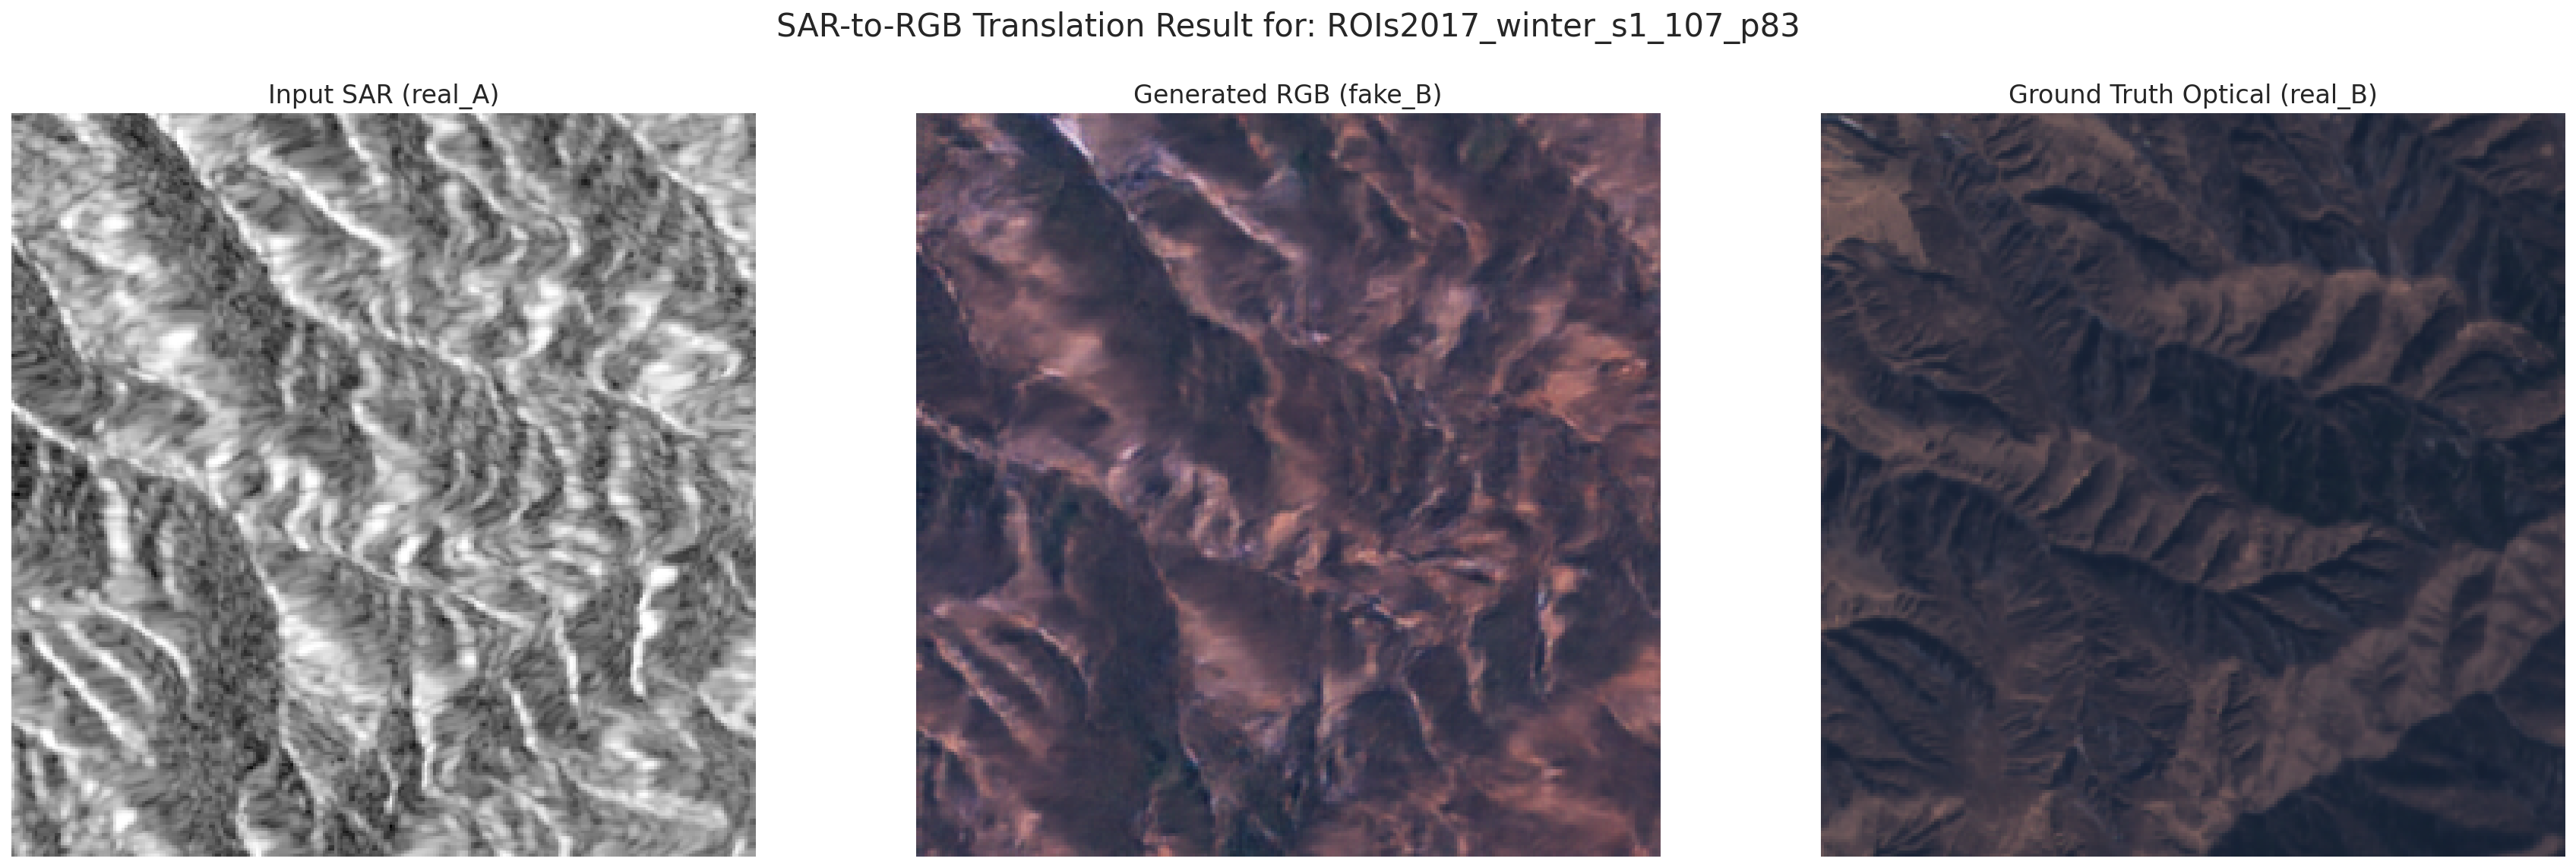 SAR-to-RGB Translation Result for: ROIs2017_winter_s1_107_p83
Input SAR (real_A)
Generated RGB (fake_B)
Ground Truth Optical (real_B)